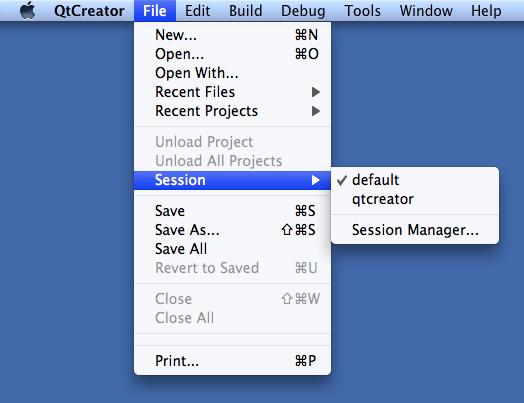 QtCreator File Edit Build Debug Tools Window Help
New... ⌘N
Open... ⌘O
Open With...
Recent Files
Recent Projects
Unload Project
Unload All Projects
Session
default
qtcreator
Session Manager...
Save ⌘S
Save As... ⇧⌘S
Save All
Revert to Saved ⌘U
Close ⇧⌘W
Close All
Print... ⌘P